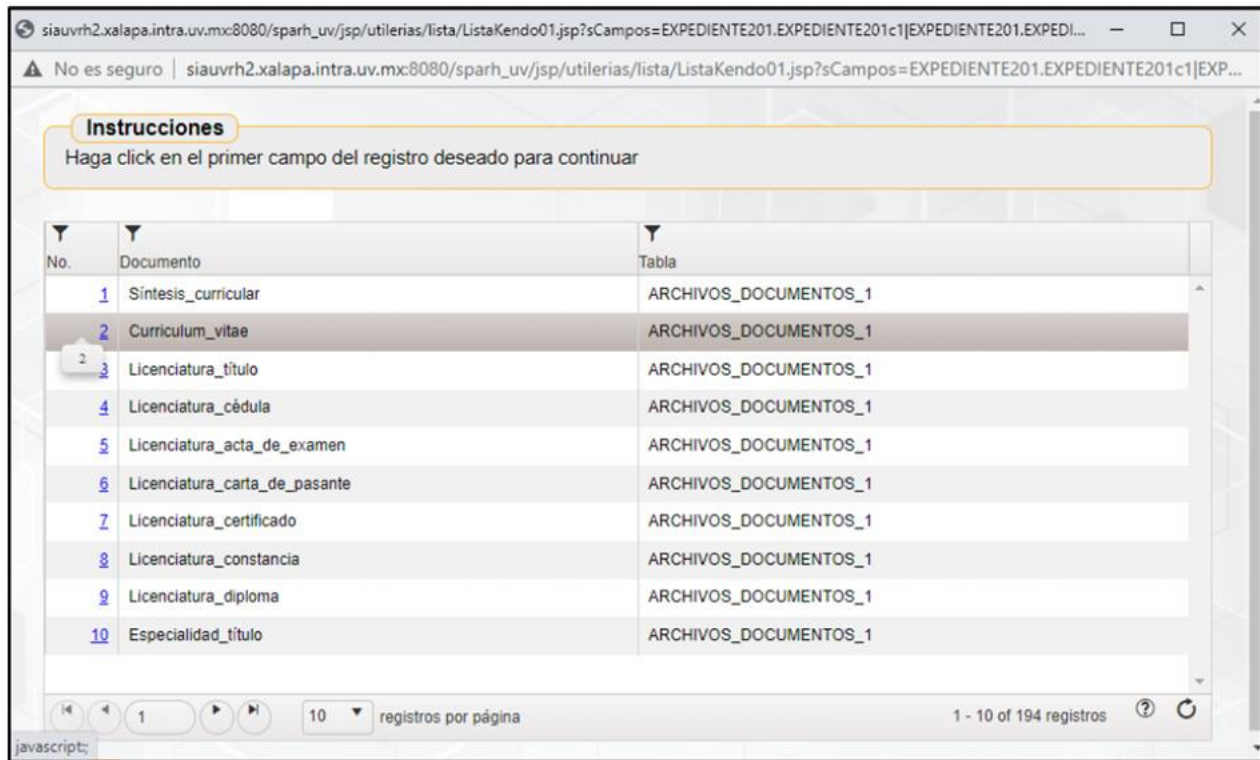 siauvrh2.xalapa.intra.uv.mx:8080/sparh_uv/jsp/utilerias/lista/ListaKendo01.jsp?sCampos=EXPEDIENTE201.EXPEDIENTE201c1|EXPEDIENTE201.EXPEDI...
No es seguro | siauvrh2.xalapa.intra.uv.mx:8080/sparh_uv/jsp/utilerias/lista/ListaKendo01.jsp?sCampos=EXPEDIENTE201.EXPEDIENTE201c1|EXP...
Instrucciones
Haga click en el primer campo del registro deseado para continuar
No. Documento Tabla
1 Síntesis_curricular ARCHIVOS_DOCUMENTOS_1
2 Curriculum_vitae ARCHIVOS_DOCUMENTOS_1
2
3 Licenciatura_título ARCHIVOS_DOCUMENTOS_1
4 Licenciatura_cédula ARCHIVOS_DOCUMENTOS_1
5 Licenciatura_acta_de_examen ARCHIVOS_DOCUMENTOS_1
6 Licenciatura_carta_de_pasante ARCHIVOS_DOCUMENTOS_1
7 Licenciatura_certificado ARCHIVOS_DOCUMENTOS_1
8 Licenciatura_constancia ARCHIVOS_DOCUMENTOS_1
9 Licenciatura_diploma ARCHIVOS_DOCUMENTOS_1
10 Especialidad_título ARCHIVOS_DOCUMENTOS_1
1 10 registros por página 1 - 10 of 194 registros
javascript:;